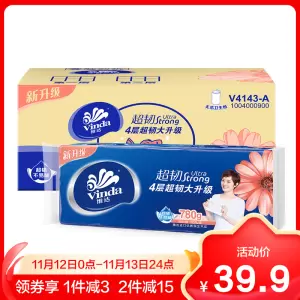 新升级
Vinda
维达
超韧 Ultra Strong
4层超韧大升级
V4143-A
1004000900
新升级
Vinda
维达
超韧 Ultra Strong
4层超韧大升级
780g
11月12日0点–11月13日24点
领券享 1件减3 2件减15
活动价
¥39.9